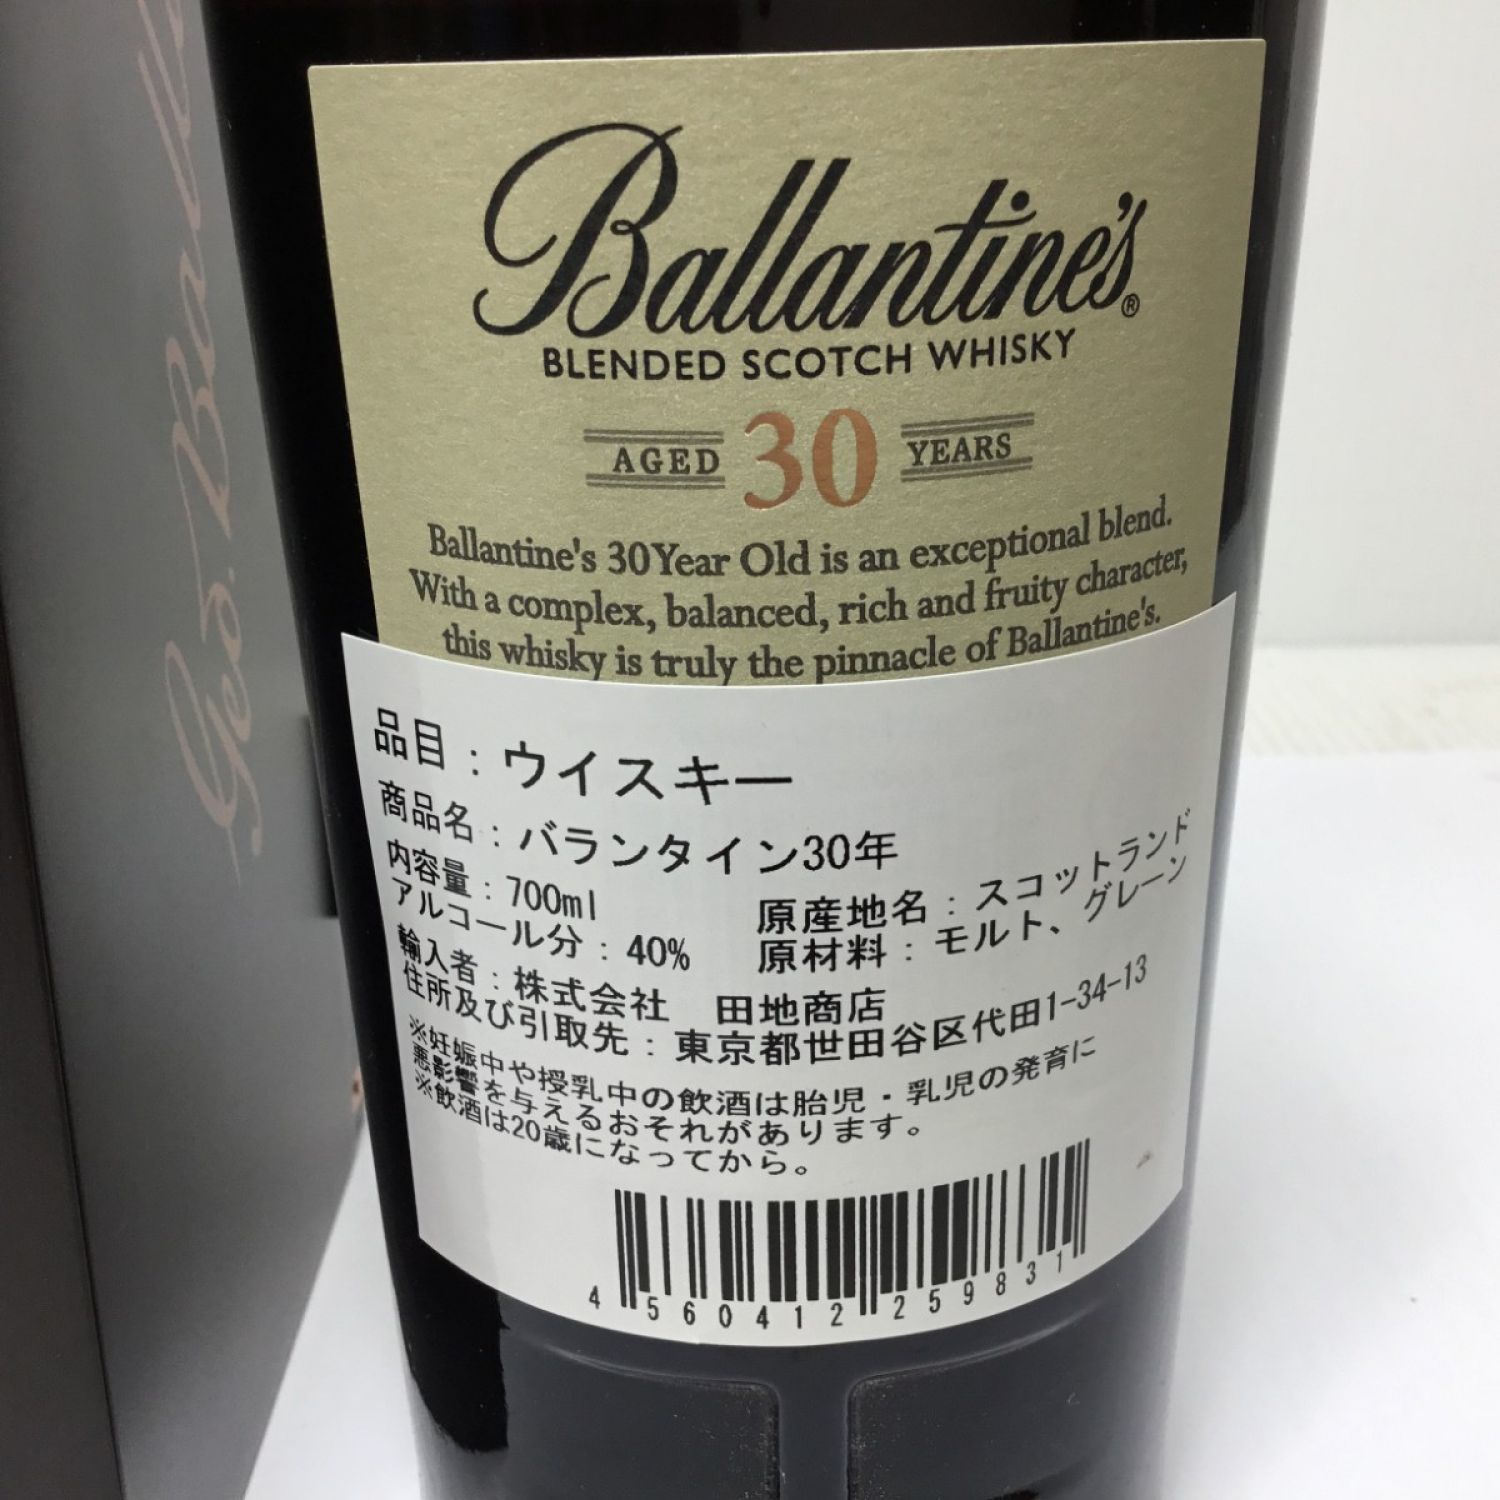 Geo. Balla
Ballantine's®
BLENDED SCOTCH WHISKY
AGED 30 YEARS
Ballantine's 30 Year Old is an exceptional blend.
With a complex, balanced, rich and fruity character,
this whisky is truly the pinnacle of Ballantine's.
品目：ウイスキー
商品名：バランタイン30年
内容量：700ml 原産地名：スコットランド
アルコール分：40% 原材料：モルト、グレーン
輸入者：株式会社 田地商店
住所及び引取先：東京都世田谷区代田1-34-13
※妊娠中や授乳中の飲酒は胎児・乳児の発育に
悪影響を与えるおそれがあります。
※飲酒は20歳になってから。
4 560412 259831